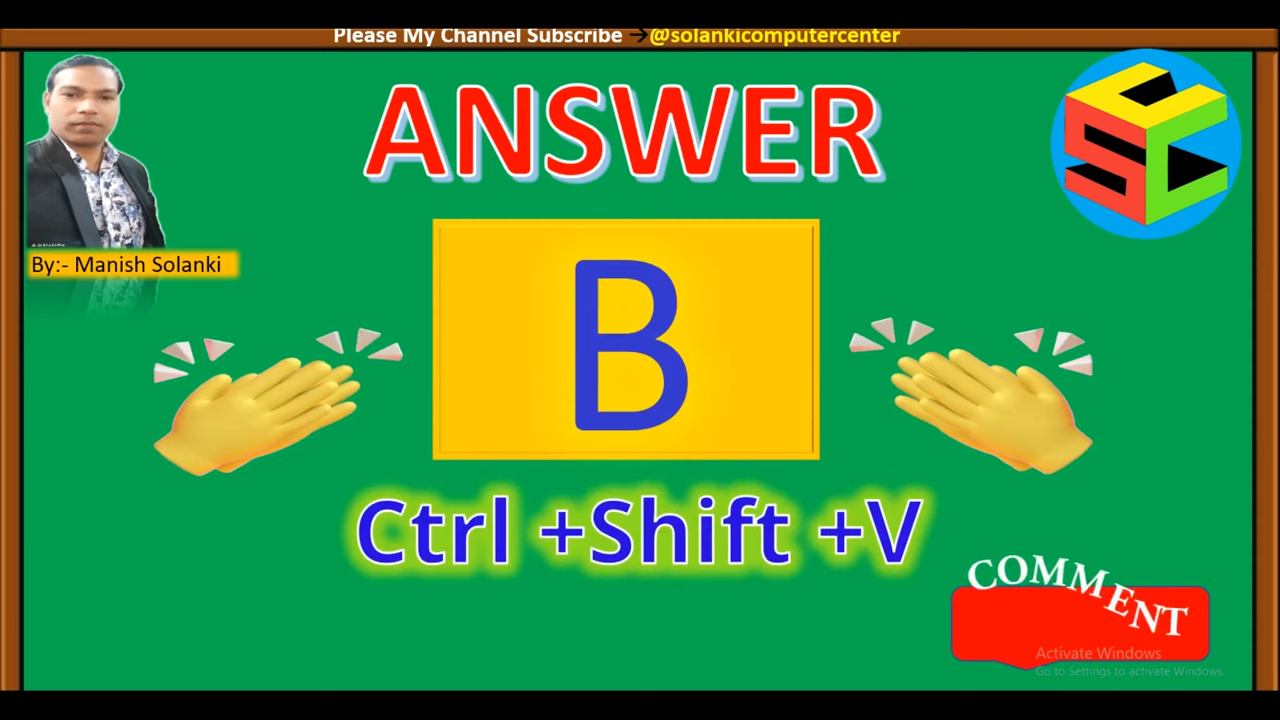 Please My Channel Subscribe →@solankicomputercenter
ANSWER
SCC
By:- Manish Solanki
B
Ctrl +Shift +V
COMMENT
Activate Windows
Go to Settings to activate Windows.